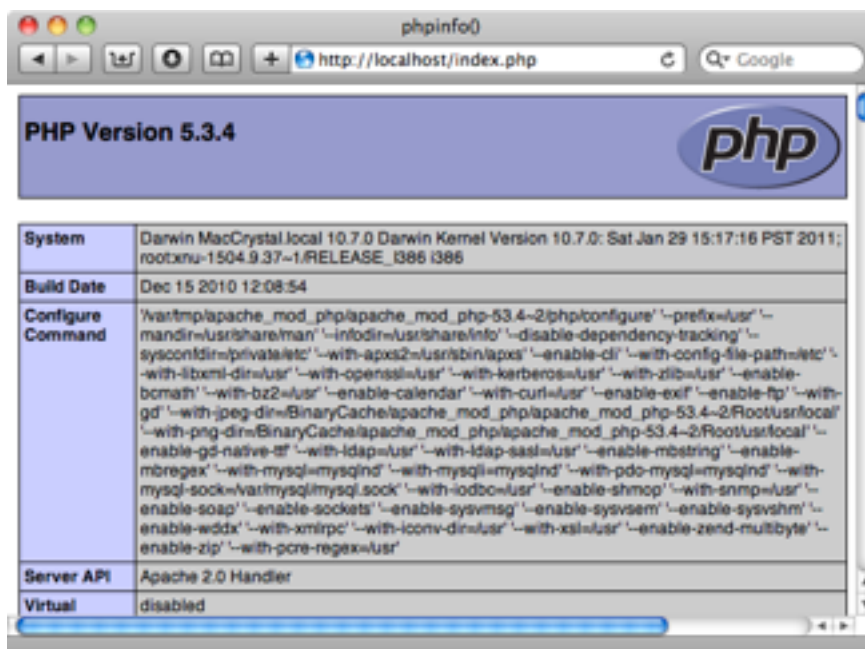 phpinfo()
http://localhost/index.php
Google
PHP Version 5.3.4
php
System
Darwin MacCrystal.local 10.7.0 Darwin Kernel Version 10.7.0: Sat Jan 29 15:17:16 PST 2011;
root:xnu-1504.9.37~1/RELEASE_I386 i386
Build Date
Dec 15 2010 12:08:54
Configure
Command
'/var/tmp/apache_mod_php/apache_mod_php-53.4~2/php/configure' '--prefix=/usr' '--
mandir=/usr/share/man' '--infodir=/usr/share/info' '--disable-dependency-tracking' '--
sysconfdir=/private/etc' '--with-apxs2=/usr/sbin/apxs' '--enable-cli' '--with-config-file-path=/etc' '-
-with-libxml-dir=/usr' '--with-openssl=/usr' '--with-kerberos=/usr' '--with-zlib=/usr' '--enable-
bcmath' '--with-bz2=/usr' '--enable-calendar' '--with-curl=/usr' '--enable-exif' '--enable-ftp' '--with-
gd' '--with-jpeg-dir=/BinaryCache/apache_mod_php/apache_mod_php-53.4~2/Root/usr/local'
'--with-png-dir=/BinaryCache/apache_mod_php/apache_mod_php-53.4~2/Root/usr/local' '--
enable-gd-native-ttf' '--with-ldap=/usr' '--with-ldap-sasl=/usr' '--enable-mbstring' '--enable-
mbregex' '--with-mysql=mysqlnd' '--with-mysqli=mysqlnd' '--with-pdo-mysql=mysqlnd' '--with-
mysql-sock=/var/mysql/mysql.sock' '--with-iodbc=/usr' '--enable-shmop' '--with-snmp=/usr' '--
enable-soap' '--enable-sockets' '--enable-sysvmsg' '--enable-sysvsem' '--enable-sysvshm' '--
enable-wddx' '--with-xmlrpc' '--with-iconv-dir=/usr' '--with-xsl=/usr' '--enable-zend-multibyte' '--
enable-zip' '--with-pcre-regex=/usr'
Server API
Apache 2.0 Handler
Virtual
disabled